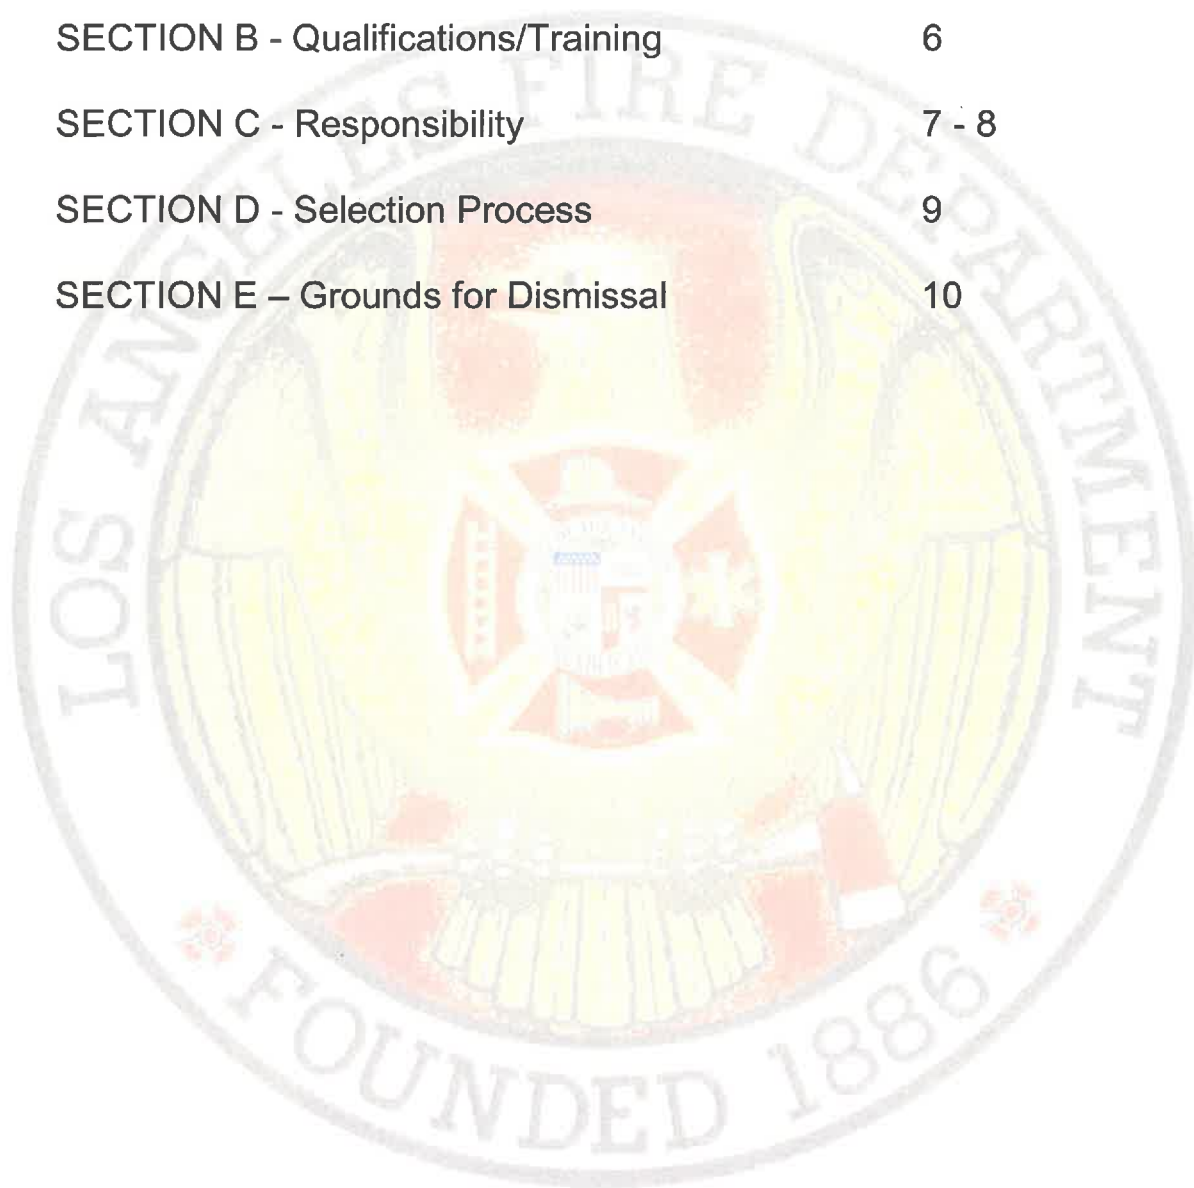 SECTION B - Qualifications/Training 6
SECTION C - Responsibility 7 - 8
SECTION D - Selection Process 9
SECTION E – Grounds for Dismissal 10
LOS ANGELES FIRE DEPARTMENT
FOUNDED 1886